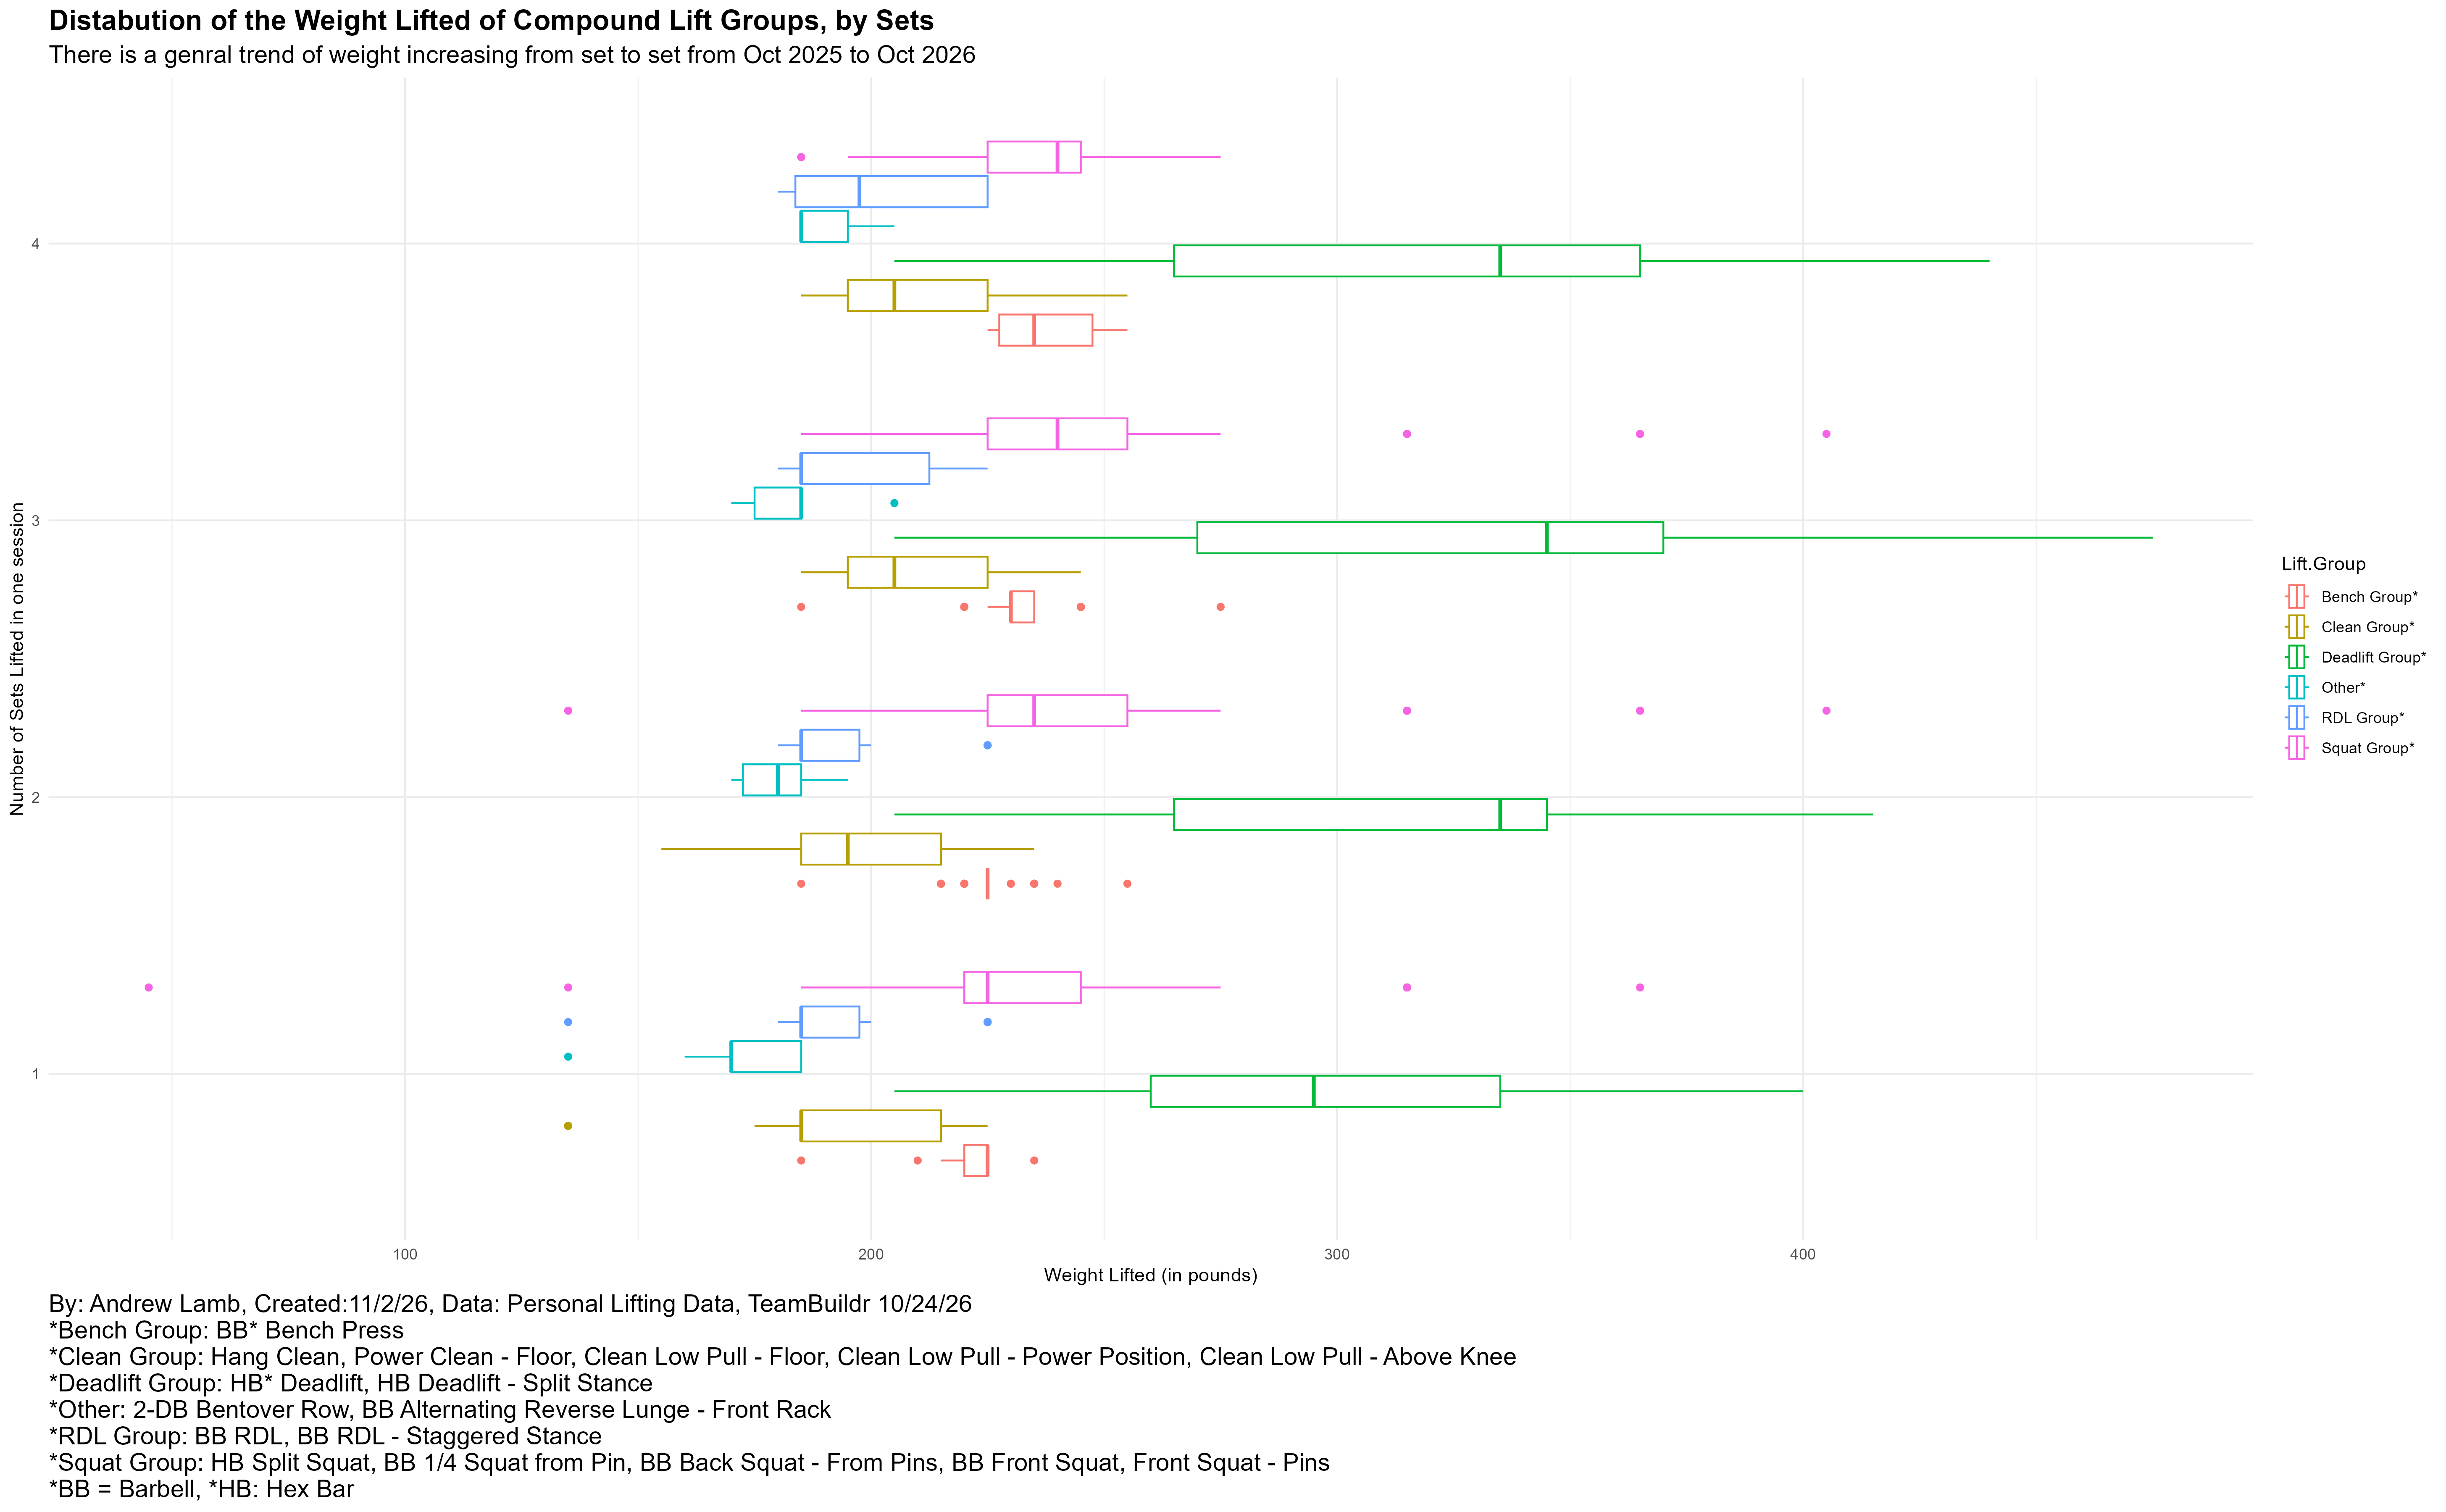 Distabution of the Weight Lifted of Compound Lift Groups, by Sets
There is a genral trend of weight increasing from set to set from Oct 2025 to Oct 2026
Number of Sets Lifted in one session
4
3
2
1
100
200
300
400
Weight Lifted (in pounds)
Lift.Group
Bench Group*
Clean Group*
Deadlift Group*
Other*
RDL Group*
Squat Group*
By: Andrew Lamb, Created:11/2/26, Data: Personal Lifting Data, TeamBuildr 10/24/26
*Bench Group: BB* Bench Press
*Clean Group: Hang Clean, Power Clean - Floor, Clean Low Pull - Floor, Clean Low Pull - Power Position, Clean Low Pull - Above Knee
*Deadlift Group: HB* Deadlift, HB Deadlift - Split Stance
*Other: 2-DB Bentover Row, BB Alternating Reverse Lunge - Front Rack
*RDL Group: BB RDL, BB RDL - Staggered Stance
*Squat Group: HB Split Squat, BB 1/4 Squat from Pin, BB Back Squat - From Pins, BB Front Squat, Front Squat - Pins
*BB = Barbell, *HB: Hex Bar